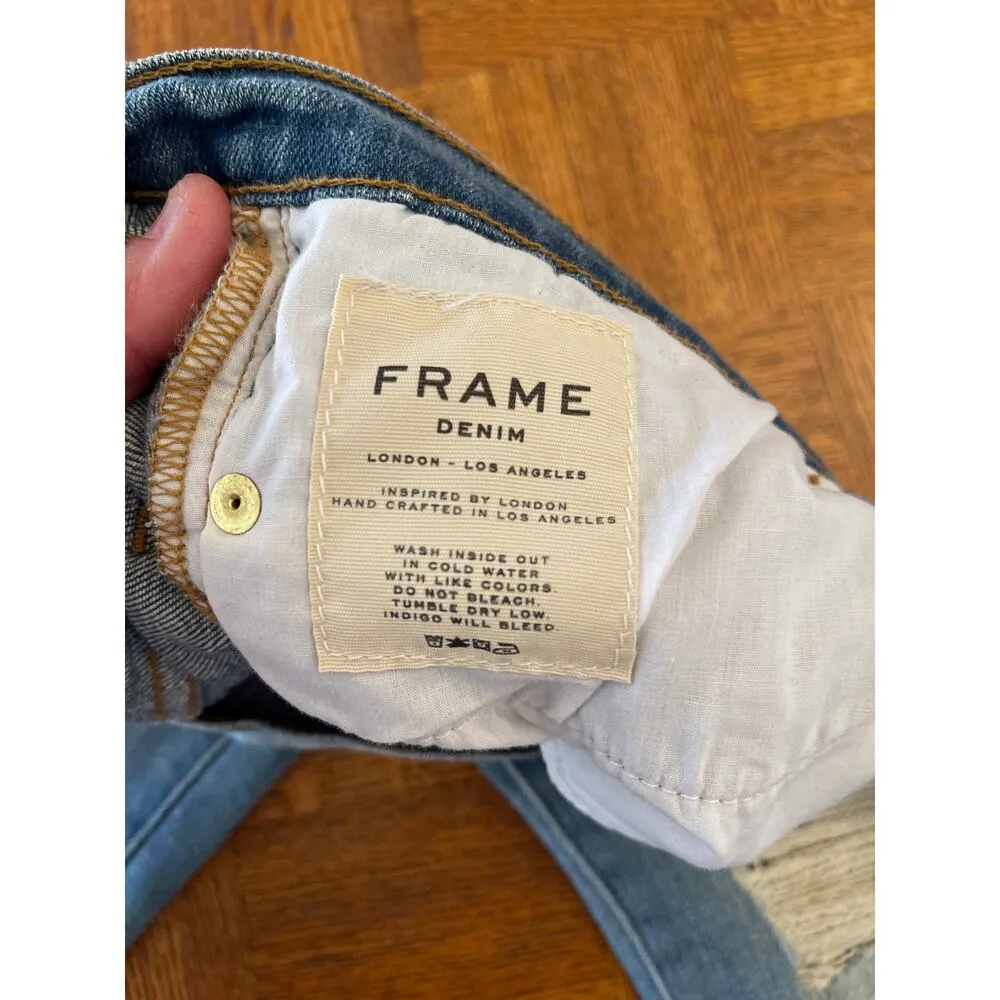 FRAME
DENIM
LONDON - LOS ANGELES
INSPIRED BY LONDON
HAND CRAFTED IN LOS ANGELES
WASH INSIDE OUT
IN COLD WATER
WITH LIKE COLORS.
DO NOT BLEACH.
TUMBLE DRY LOW.
INDIGO WILL BLEED.